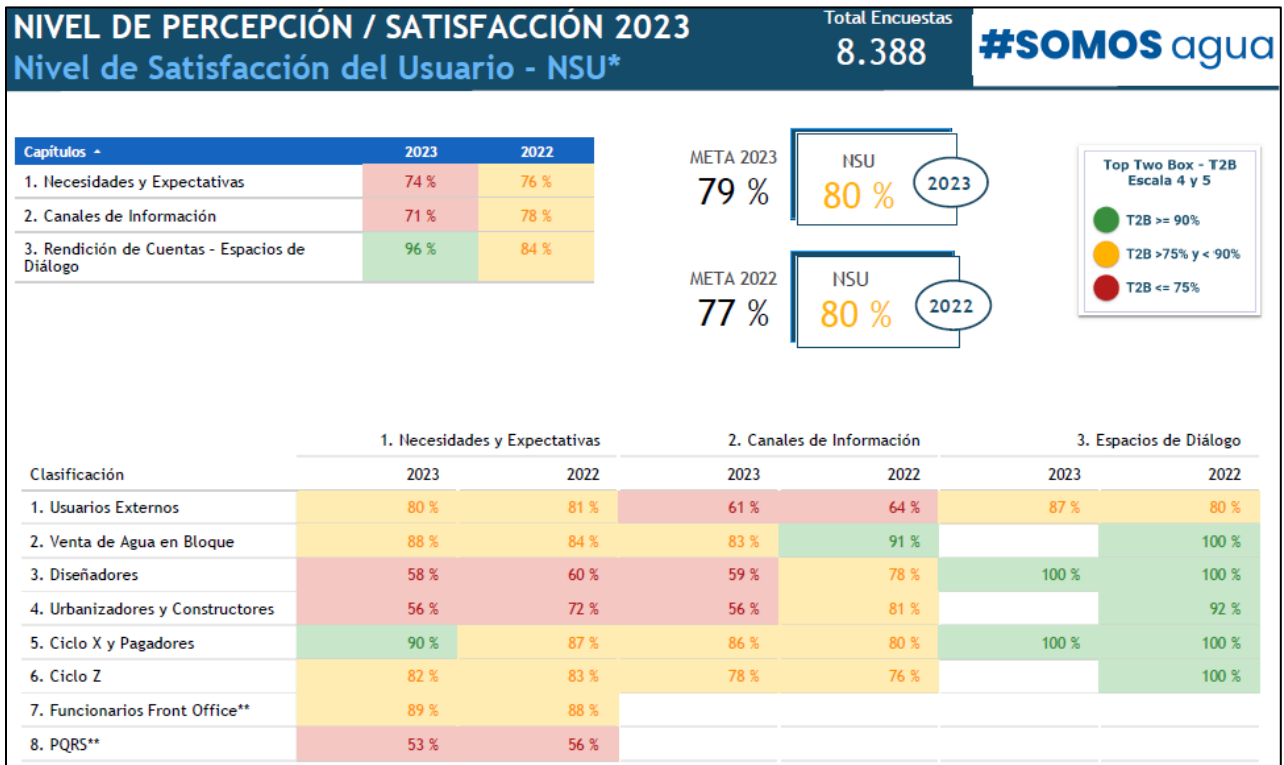 NIVEL DE PERCEPCIÓN / SATISFACCIÓN 2023
Nivel de Satisfacción del Usuario - NSU*
Total Encuestas
8.388
#SOMOS agua
Capítulos 2023 2022
1. Necesidades y Expectativas 74 % 76 %
2. Canales de Información 71 % 78 %
3. Rendición de Cuentas - Espacios de 96 % 84 %
Diálogo
META 2023
79 %
NSU
80 %
2023
META 2022
77 %
NSU
80 %
2022
Top Two Box - T2B
Escala 4 y 5
T2B >= 90%
T2B >75% y < 90%
T2B <= 75%
1. Necesidades y Expectativas 2. Canales de Información 3. Espacios de Diálogo
Clasificación 2023 2022 2023 2022 2023 2022
1. Usuarios Externos 80 % 81 % 61 % 64 % 87 % 80 %
2. Venta de Agua en Bloque 88 % 84 % 83 % 91 % 100 %
3. Diseñadores 58 % 60 % 59 % 78 % 100 % 100 %
4. Urbanizadores y Constructores 56 % 72 % 56 % 81 % 92 %
5. Ciclo X y Pagadores 90 % 87 % 86 % 80 % 100 % 100 %
6. Ciclo Z 82 % 83 % 78 % 76 % 100 %
7. Funcionarios Front Office** 89 % 88 %
8. PQRS** 53 % 56 %